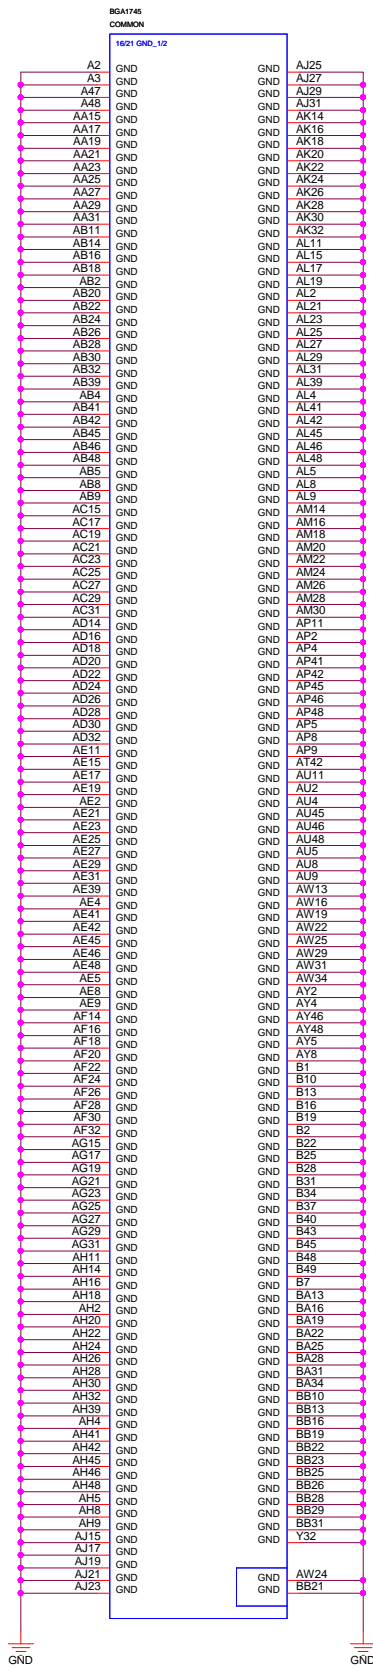 BGA1745
COMMON
16/21 GND_1/2
A2 GND GND AJ25
A3 GND GND AJ27
A47 GND GND AJ29
A48 GND GND AJ31
AA15 GND GND AK14
AA17 GND GND AK16
AA19 GND GND AK18
AA21 GND GND AK20
AA23 GND GND AK22
AA25 GND GND AK24
AA27 GND GND AK26
AA29 GND GND AK28
AA31 GND GND AK30
AB11 GND GND AK32
AB14 GND GND AL11
AB16 GND GND AL15
AB18 GND GND AL17
AB2 GND GND AL19
AB20 GND GND AL2
AB22 GND GND AL21
AB24 GND GND AL23
AB26 GND GND AL25
AB28 GND GND AL27
AB30 GND GND AL29
AB32 GND GND AL31
AB39 GND GND AL39
AB4 GND GND AL4
AB41 GND GND AL41
AB42 GND GND AL42
AB45 GND GND AL45
AB46 GND GND AL46
AB48 GND GND AL48
AB5 GND GND AL5
AB8 GND GND AL8
AB9 GND GND AL9
AC15 GND GND AM14
AC17 GND GND AM16
AC19 GND GND AM18
AC21 GND GND AM20
AC23 GND GND AM22
AC25 GND GND AM24
AC27 GND GND AM26
AC29 GND GND AM28
AC31 GND GND AM30
AD14 GND GND AP11
AD16 GND GND AP2
AD18 GND GND AP4
AD20 GND GND AP41
AD22 GND GND AP42
AD24 GND GND AP45
AD26 GND GND AP46
AD28 GND GND AP48
AD30 GND GND AP5
AD32 GND GND AP8
AE11 GND GND AP9
AE15 GND GND AT42
AE17 GND GND AU11
AE19 GND GND AU2
AE2 GND GND AU4
AE21 GND GND AU45
AE23 GND GND AU46
AE25 GND GND AU48
AE27 GND GND AU5
AE29 GND GND AU8
AE31 GND GND AU9
AE39 GND GND AW13
AE4 GND GND AW16
AE41 GND GND AW19
AE42 GND GND AW22
AE45 GND GND AW25
AE46 GND GND AW29
AE48 GND GND AW31
AE5 GND GND AW34
AE8 GND GND AY2
AE9 GND GND AY4
AF14 GND GND AY46
AF16 GND GND AY48
AF18 GND GND AY5
AF20 GND GND AY8
AF22 GND GND B1
AF24 GND GND B10
AF26 GND GND B13
AF28 GND GND B16
AF30 GND GND B19
AF32 GND GND B2
AG15 GND GND B22
AG17 GND GND B25
AG19 GND GND B28
AG21 GND GND B31
AG23 GND GND B34
AG25 GND GND B37
AG27 GND GND B40
AG29 GND GND B43
AG31 GND GND B45
AH11 GND GND B48
AH14 GND GND B49
AH16 GND GND B7
AH18 GND GND BA13
AH2 GND GND BA16
AH20 GND GND BA19
AH22 GND GND BA22
AH24 GND GND BA25
AH26 GND GND BA28
AH28 GND GND BA31
AH30 GND GND BA34
AH32 GND GND BB10
AH39 GND GND BB13
AH4 GND GND BB16
AH41 GND GND BB19
AH42 GND GND BB22
AH45 GND GND BB23
AH46 GND GND BB25
AH48 GND GND BB26
AH5 GND GND BB28
AH8 GND GND BB29
AH9 GND GND BB31
AJ15 GND GND Y32
AJ17 GND
AJ19 GND
AJ21 GND GND AW24
AJ23 GND GND BB21
GND GND